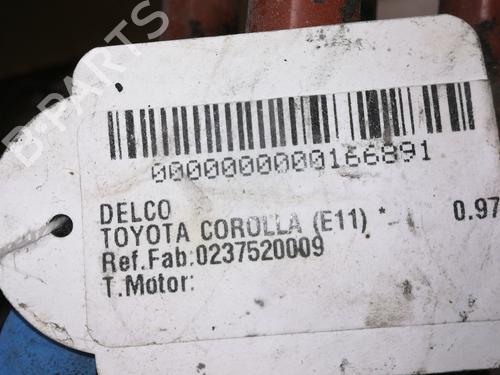 B-PARTS
0000000000166891
DELCO
TOYOTA COROLLA (E11) * - 0.97
Ref.Fab:0237520009
T.Motor: